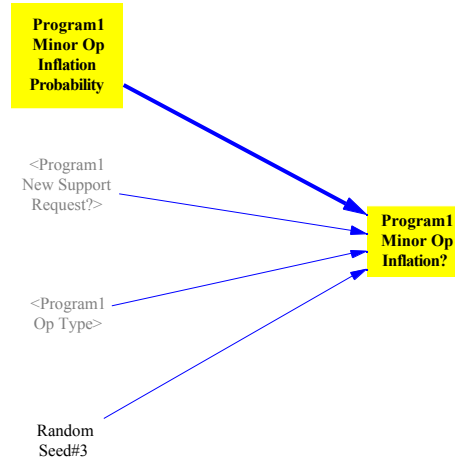 Program1
Minor Op
Inflation
Probability
<Program1
New Support
Request?>
Program1
Minor Op
Inflation?
<Program1
Op Type>
Random
Seed#3